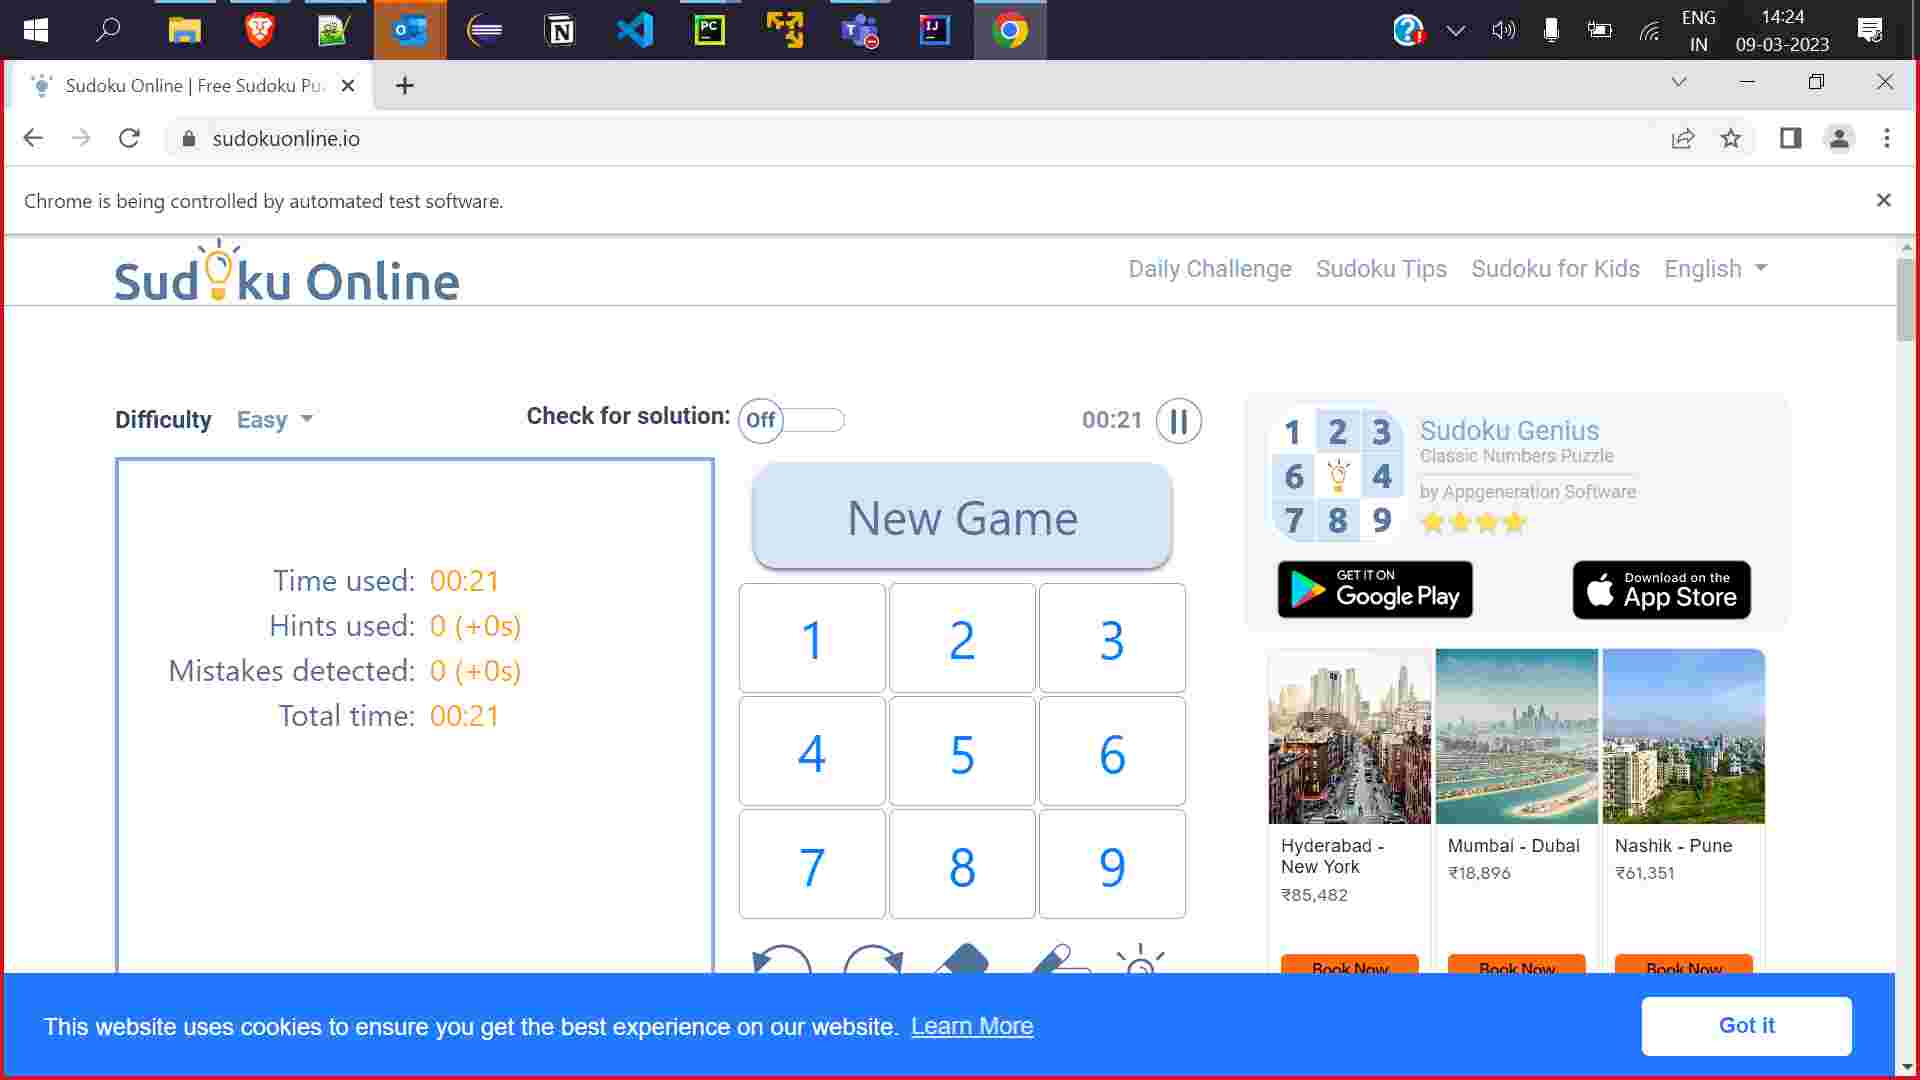 ENG
IN
14:24
09-03-2023
Sudoku Online | Free Sudoku Pu
sudokuonline.io
Chrome is being controlled by automated test software.
Sudoku Online
Daily Challenge
Sudoku Tips
Sudoku for Kids
English
Difficulty
Easy
Check for solution:
Off
00:21
New Game
Time used: 00:21
Hints used: 0 (+0s)
Mistakes detected: 0 (+0s)
Total time: 00:21
1 2 3
4 5 6
7 8 9
1 2 3
6 4
7 8 9
Sudoku Genius
Classic Numbers Puzzle
by Appgeneration Software
GET IT ON
Google Play
Download on the
App Store
Hyderabad -
New York
₹85,482
Book Now
Mumbai - Dubai
₹18,896
Book Now
Nashik - Pune
₹61,351
Book Now
This website uses cookies to ensure you get the best experience on our website. Learn More
Got it